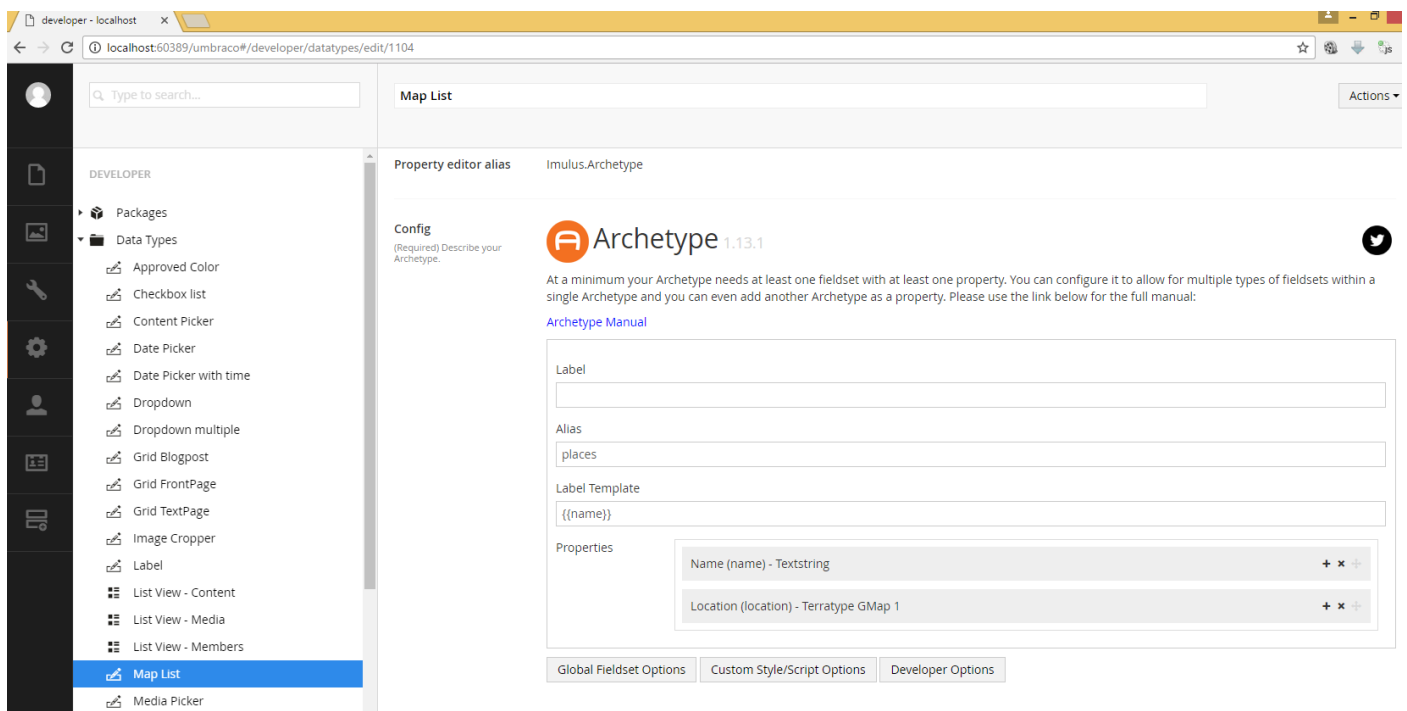 developer - localhost
localhost:60389/umbraco#/developer/datatypes/edit/1104
js
Type to search...
Map List
Actions
DEVELOPER
Packages
Data Types
Approved Color
Checkbox list
Content Picker
Date Picker
Date Picker with time
Dropdown
Dropdown multiple
Grid Blogpost
Grid FrontPage
Grid TextPage
Image Cropper
Label
List View - Content
List View - Media
List View - Members
Map List
Media Picker
Property editor alias
Imulus.Archetype
Config
(Required) Describe your
Archetype.
Archetype 1.13.1
At a minimum your Archetype needs at least one fieldset with at least one property. You can configure it to allow for multiple types of fieldsets within a
single Archetype and you can even add another Archetype as a property. Please use the link below for the full manual:
Archetype Manual
Label
Alias
places
Label Template
{{name}}
Properties
Name (name) - Textstring
Location (location) - Terratype GMap 1
Global Fieldset Options
Custom Style/Script Options
Developer Options